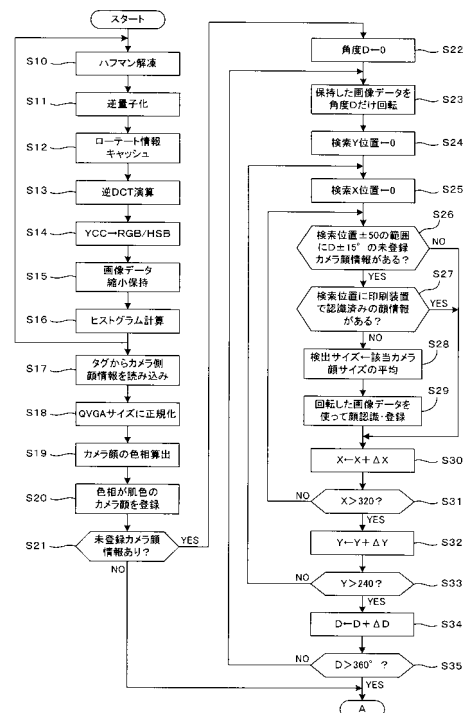 スタート
S10
ハフマン解凍
S11
逆量子化
S12
ローテート情報
キャッシュ
S13
逆DCT演算
S14
YCC→RGB/HSB
S15
画像データ
縮小保持
S16
ヒストグラム計算
S17
タグからカメラ側
顔情報を読み込み
S18
QVGAサイズに正規化
S19
カメラ顔の色相算出
S20
色相が肌色の
カメラ顔を登録
S21
未登録カメラ顔
情報あり?
YES
NO
角度D←0
S22
保持した画像データを
角度Dだけ回転
S23
検索Y位置←0
S24
検索X位置←0
S25
検索位置±50の範囲
にD±15°の未登録
カメラ顔情報がある?
S26
NO
YES
検索位置に印刷装置
で認識済みの顔情報
がある?
S27
YES
NO
検出サイズ←該当カメラ
顔サイズの平均
S28
回転した画像データを
使って顔認識・登録
S29
X←X+ΔX
S30
X>320?
S31
NO
YES
Y←Y+ΔY
S32
Y>240?
S33
NO
YES
D←D+ΔD
S34
D>360° ?
S35
NO
YES
A